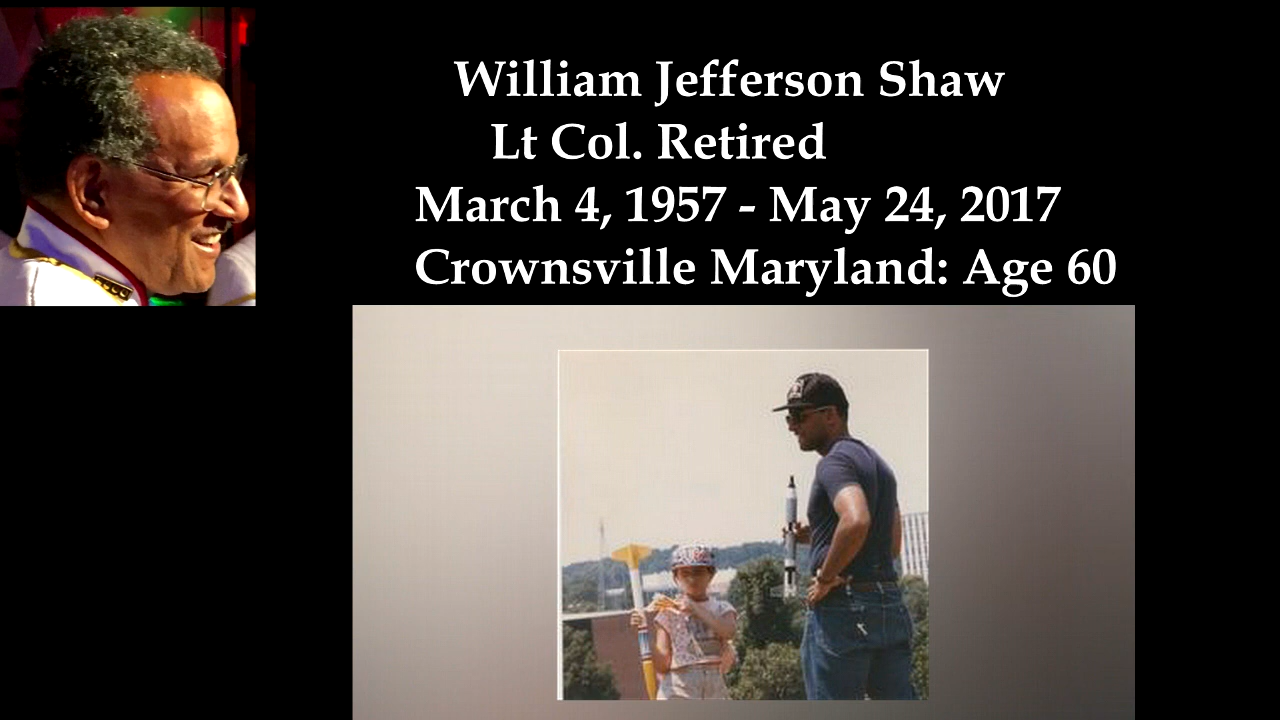 William Jefferson Shaw
Lt Col. Retired
March 4, 1957 - May 24, 2017
Crownsville Maryland: Age 60